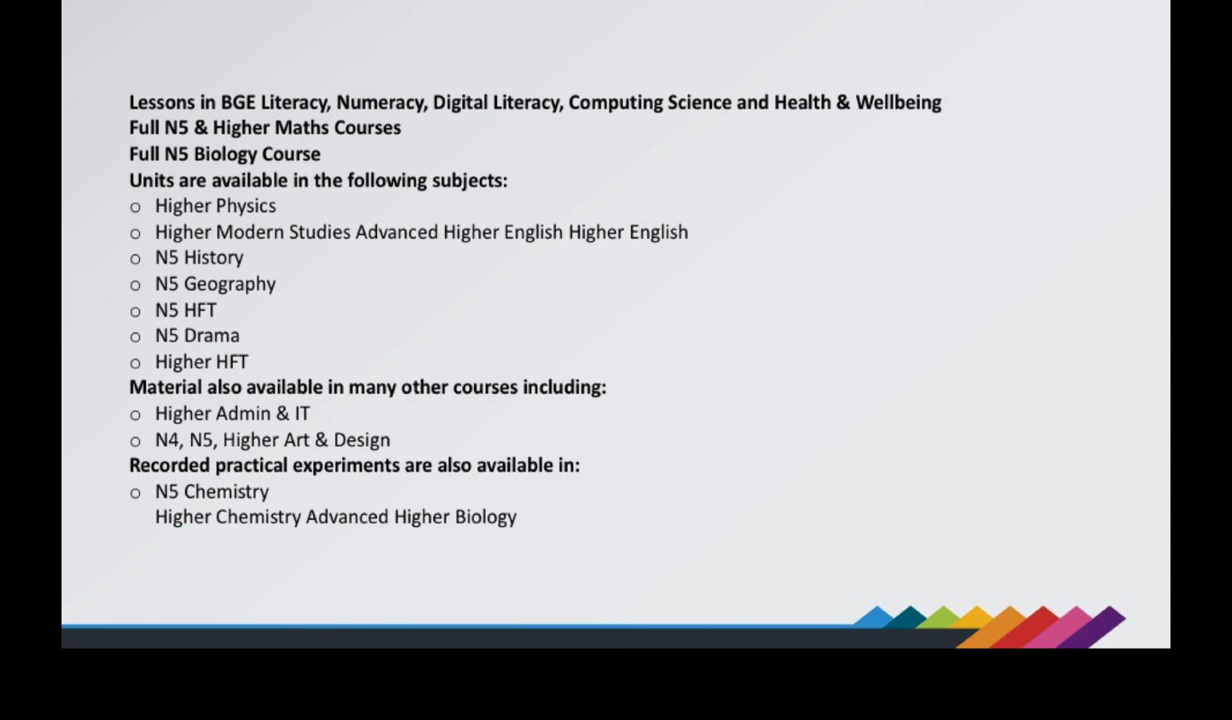 Lessons in BGE Literacy, Numeracy, Digital Literacy, Computing Science and Health & Wellbeing
Full N5 & Higher Maths Courses
Full N5 Biology Course
Units are available in the following subjects:
o Higher Physics
o Higher Modern Studies Advanced Higher English Higher English
o N5 History
o N5 Geography
o N5 HFT
o N5 Drama
o Higher HFT
Material also available in many other courses including:
o Higher Admin & IT
o N4, N5, Higher Art & Design
Recorded practical experiments are also available in:
o N5 Chemistry
Higher Chemistry Advanced Higher Biology